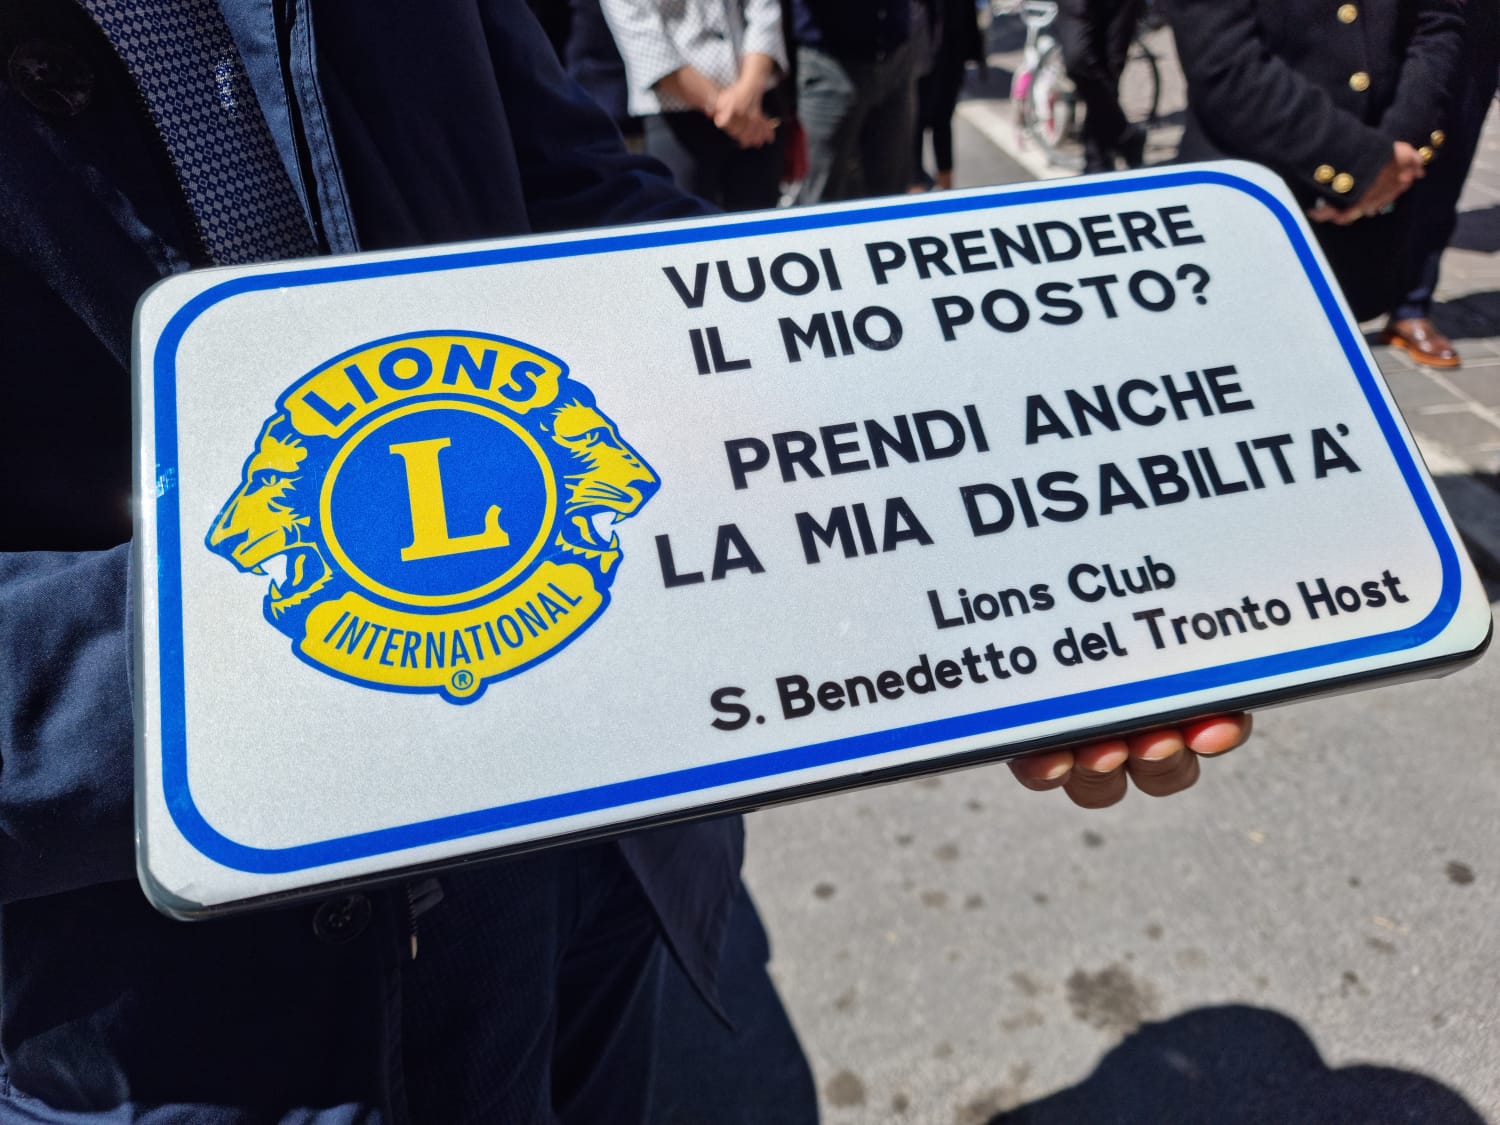 LIONS
L
INTERNATIONAL
®
VUOI PRENDERE
IL MIO POSTO?
PRENDI ANCHE
LA MIA DISABILITA'
Lions Club
S. Benedetto del Tronto Host